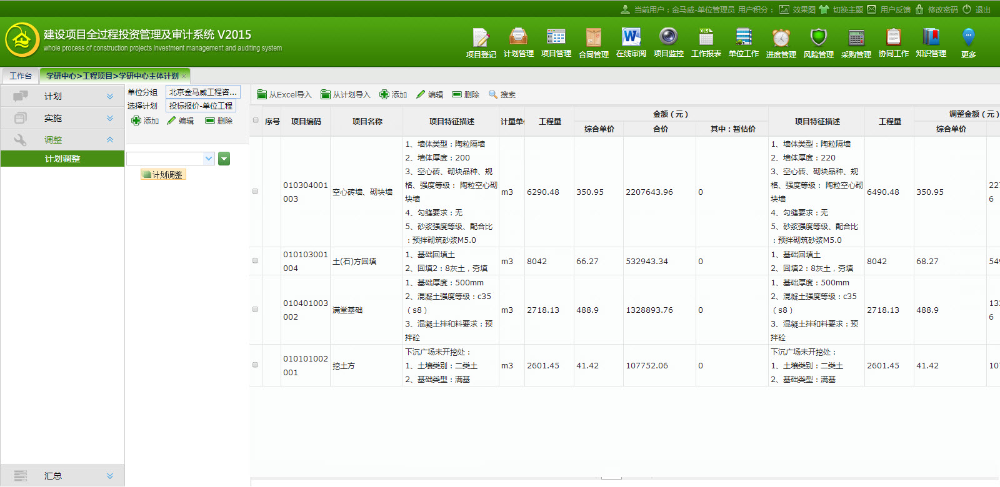 当前用户：金马威-单位管理员 用户积分： 效果图 切换主题 用户反馈 修改密码 退出
建设项目全过程投资管理及审计系统 V2015
whole process of construction projects investment management and auditing system
项目登记 计划管理 项目管理 合同管理 在线审阅 项目监控 工作报表 单位工作 进度管理 风险管理 采购管理 协同工作 知识管理 更多
工作台 学研中心>工程项目>学研中心主体计划 ×
计划
实施
调整
计划调整
汇总
单位分组 北京金马威工程咨...
选择计划 投标报价-单位工程
添加 编辑 删除
计划调整
从Excel导入 从计划导入 添加 编辑 删除 搜索
序号 项目编码 项目名称 项目特征描述 计量单 工程量 金额（元） 项目特征描述 工程量 调整金额（元）
综合单价 合价 其中：暂估价 综合单价
010304001
003
空心砖墙、砌块墙
1、墙体类型：陶粒隔墙
2、墙体厚度：200
3、空心砖、砌块品种、规
格、强度等级： 陶粒空心砌
块墙
4、勾缝要求：无
5、砂浆强度等级、配合比
：预拌砌筑砂浆M5.0
m3 6290.48 350.95 2207643.96 0
1、墙体类型：陶粒隔墙
2、墙体厚度：220
3、空心砖、砌块品种、规
格、强度等级： 陶粒空心砌
块墙
4、勾缝要求：无
5、砂浆强度等级、配合比
：预拌砌筑砂浆M5.0
6490.48 350.95 227
6
010103001
004
土(石)方回填
1、基础回填土
2、回填2：8灰土，夯填
m3 8042 66.27 532943.34 0
1、基础回填土
2、回填2：8灰土，夯填
8042 68.27 549
010401003
002
满堂基础
1、基础厚度：500mm
2、混凝土强度等级：c35
（s8）
3、混凝土拌和料要求：预
拌砼
m3 2718.13 488.9 1328893.76 0
1、基础厚度：500mm
2、混凝土强度等级：c35
（s8）
3、混凝土拌和料要求：预
拌砼
2718.13 488.9 133
6
010101002
001
挖土方
下沉广场未开挖处：
1、土壤类别：二类土
2、基础类型：满基
m3 2601.45 41.42 107752.06 0
下沉广场未开挖处：
1、土壤类别：二类土
2、基础类型：满基
2601.45 41.42 107